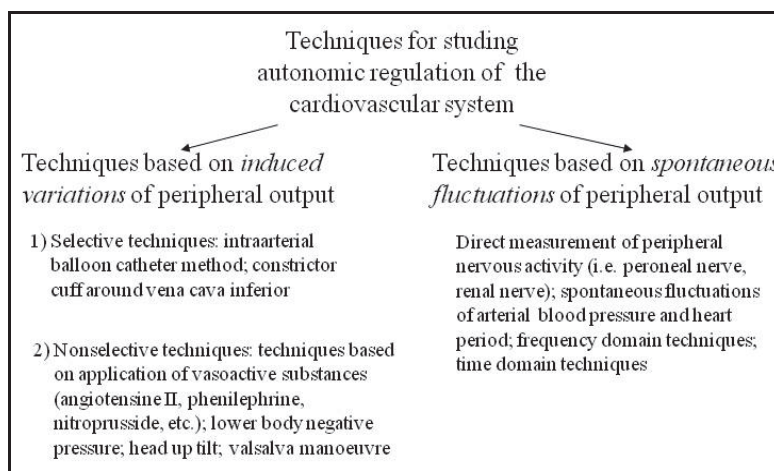 Techniques for studing
autonomic regulation of the
cardiovascular system
Techniques based on induced
variations of peripheral output
1) Selective techniques: intraarterial
balloon catheter method; constrictor
cuff around vena cava inferior
2) Nonselective techniques: techniques based
on application of vasoactive substances
(angiotensine II, phenilephrine,
nitroprusside, etc.); lower body negative
pressure; head up tilt; valsalva manoeuvre
Techniques based on spontaneous
fluctuations of peripheral output
Direct measurement of peripheral
nervous activity (i.e. peroneal nerve,
renal nerve); spontaneous fluctuations
of arterial blood pressure and heart
period; frequency domain techniques;
time domain techniques